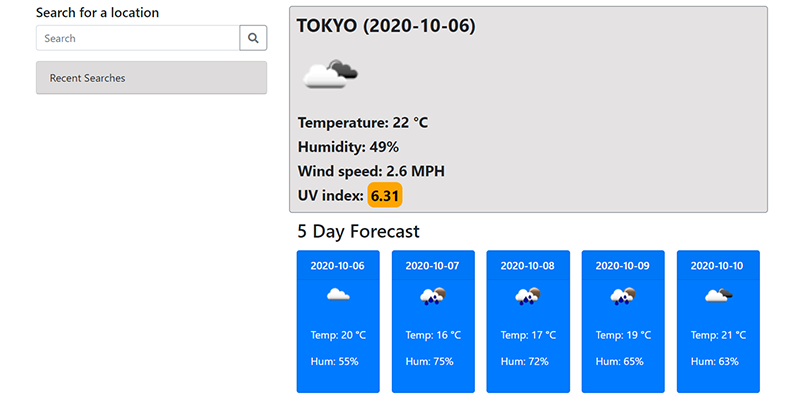 Search for a location
Search
Recent Searches
TOKYO (2020-10-06)
Temperature: 22 °C
Humidity: 49%
Wind speed: 2.6 MPH
UV index: 6.31
5 Day Forecast
2020-10-06
Temp: 20 °C
Hum: 55%
2020-10-07
Temp: 16 °C
Hum: 75%
2020-10-08
Temp: 17 °C
Hum: 72%
2020-10-09
Temp: 19 °C
Hum: 65%
2020-10-10
Temp: 21 °C
Hum: 63%